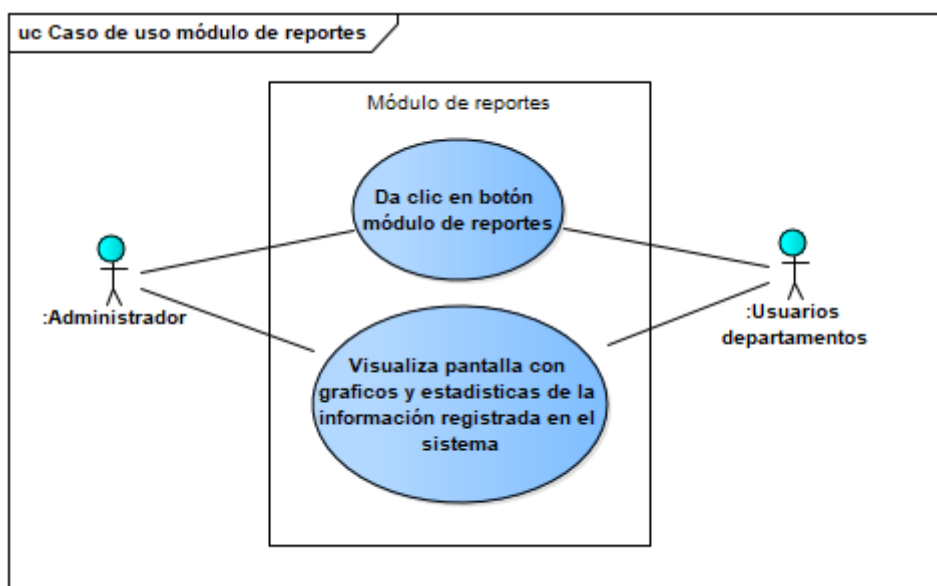 uc Caso de uso módulo de reportes
Módulo de reportes
Da clic en botón
módulo de reportes
:Administrador
:Usuarios
departamentos
Visualiza pantalla con
graficos y estadisticas de la
información registrada en el
sistema